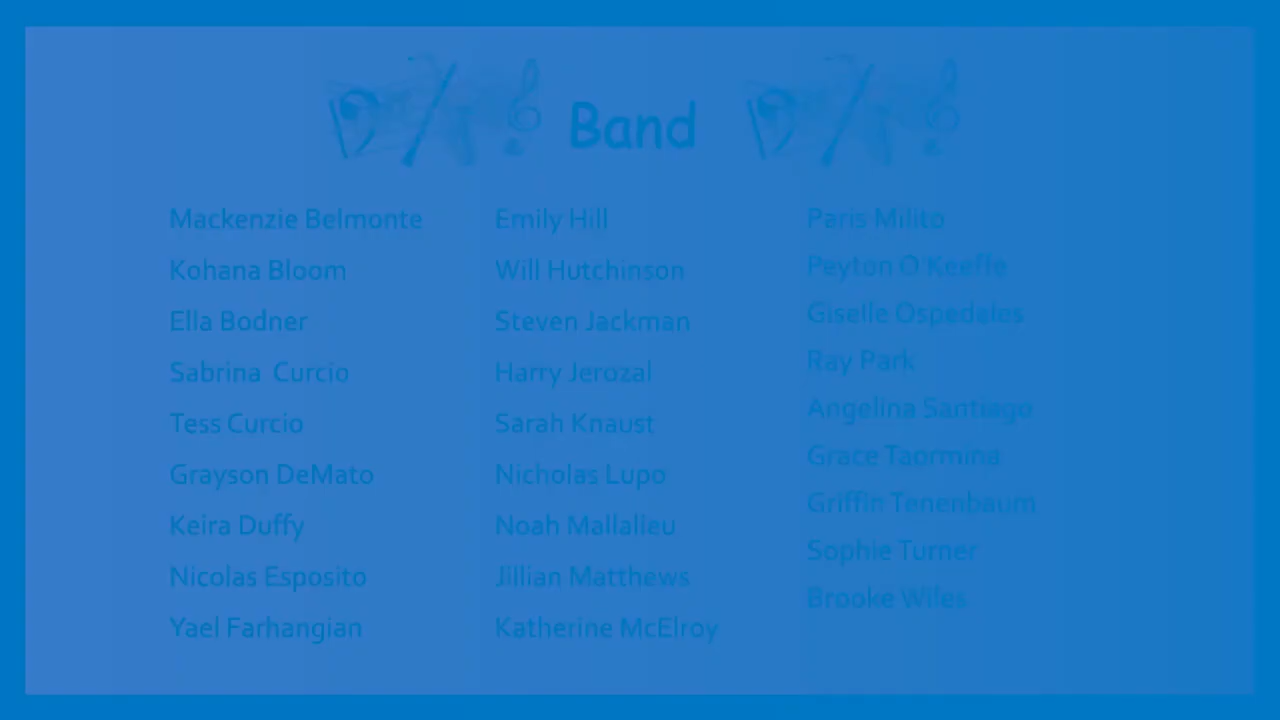 Band
Mackenzie Belmonte
Kohana Bloom
Ella Bodner
Sabrina Curcio
Tess Curcio
Grayson DeMato
Keira Duffy
Nicolas Esposito
Yael Farhangian
Emily Hill
Will Hutchinson
Steven Jackman
Harry Jerozal
Sarah Knaust
Nicholas Lupo
Noah Mallalieu
Jillian Matthews
Katherine McElroy
Paris Milito
Peyton O'Keeffe
Giselle Ospedales
Ray Park
Angelina Santiago
Grace Taormina
Griffin Tenenbaum
Sophie Turner
Brooke Wiles